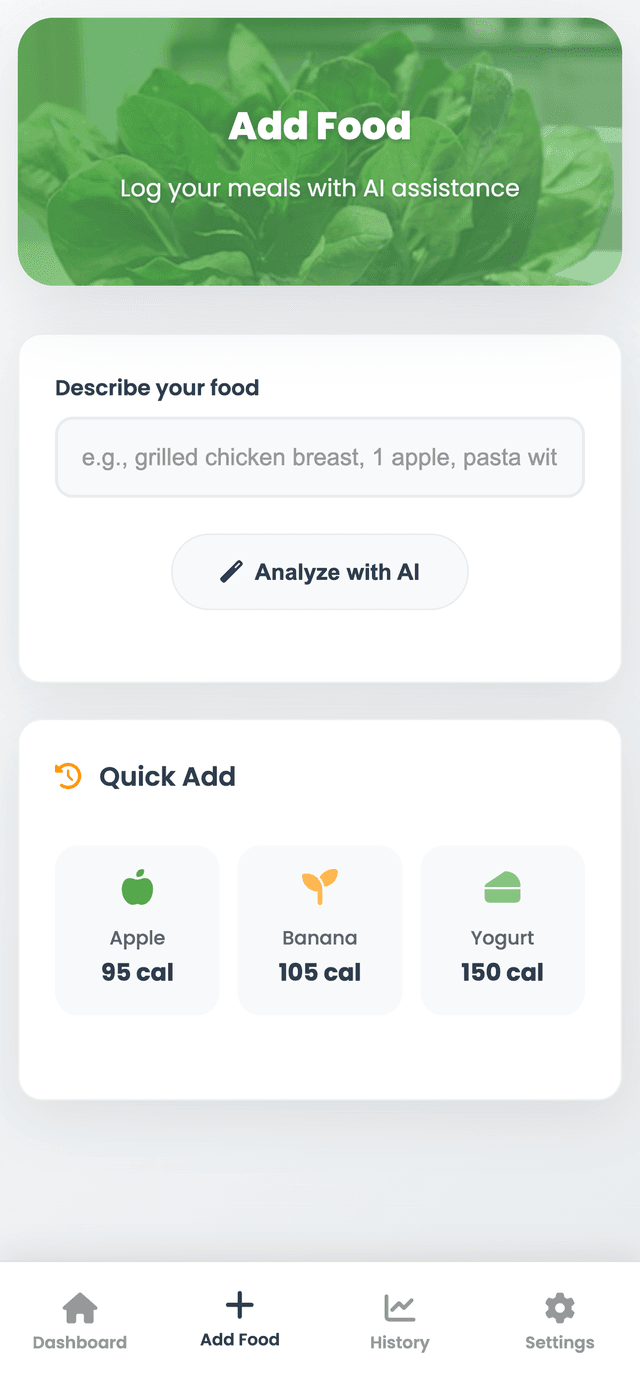 Add Food
Log your meals with AI assistance
Describe your food
e.g., grilled chicken breast, 1 apple, pasta wit
Analyze with AI
Quick Add
Apple
95 cal
Banana
105 cal
Yogurt
150 cal
Dashboard
Add Food
History
Settings